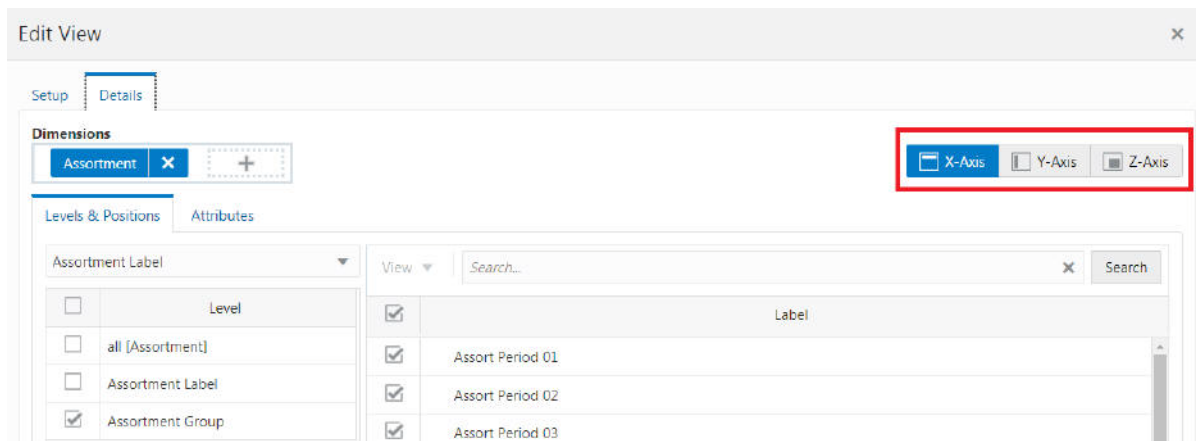 Edit View
Setup Details
Dimensions
Assortment
X-Axis Y-Axis Z-Axis
Levels & Positions Attributes
Assortment Label View Search... Search
Level Label
all [Assortment] Assort Period 01
Assortment Label Assort Period 02
Assortment Group Assort Period 03